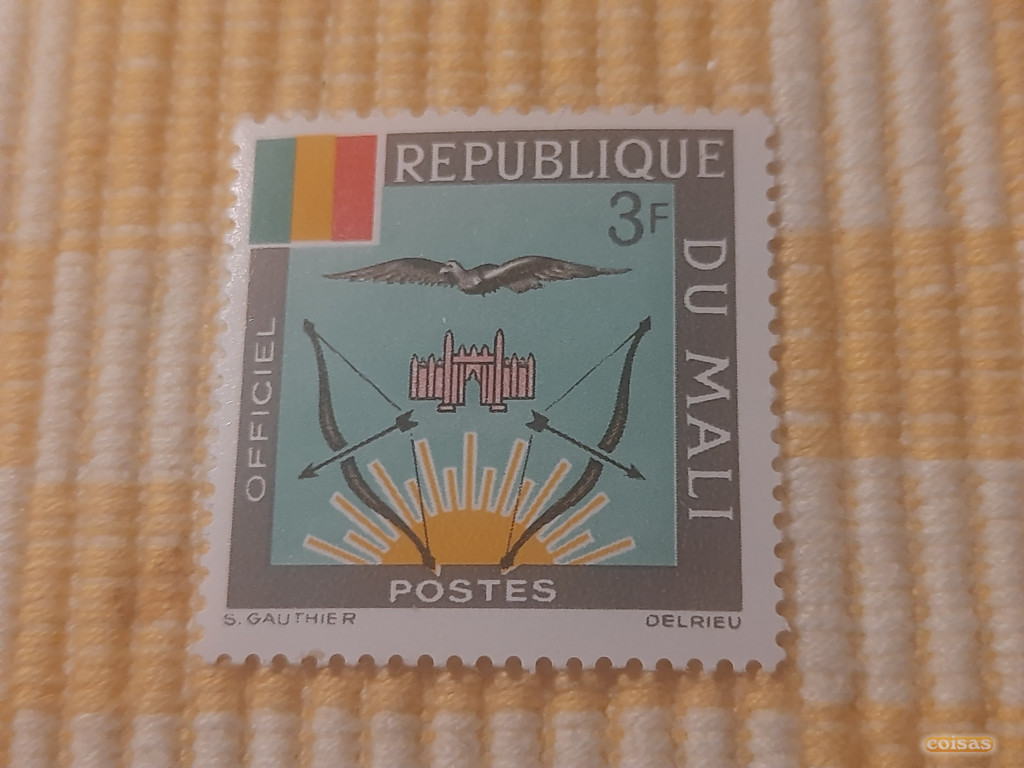 REPUBLIQUE
3F
DU MALI
OFFICIEL
POSTES
S. GAUTHIER
DELRIEU
coisas